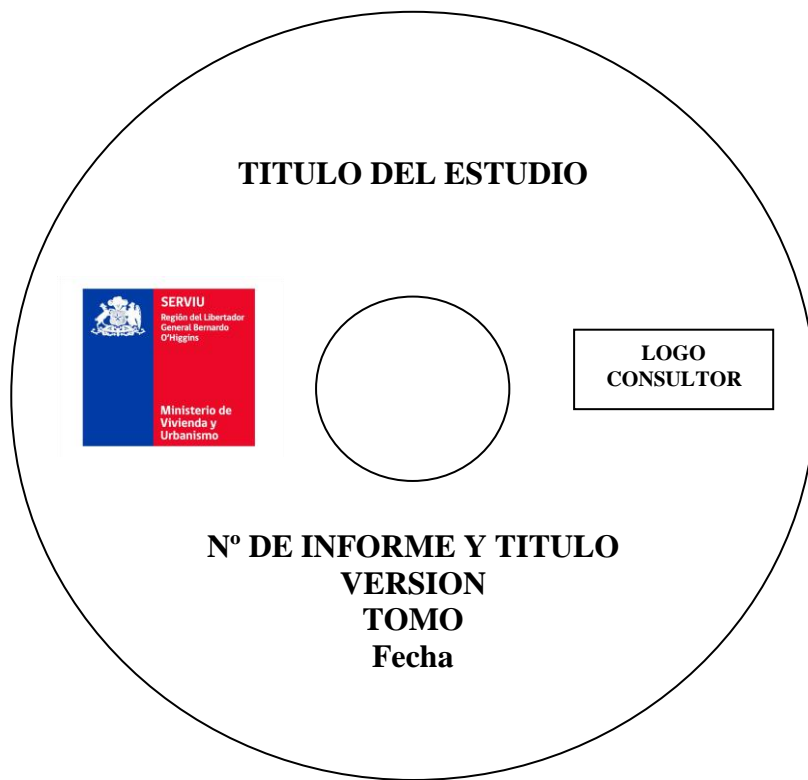 TITULO DEL ESTUDIO
SERVIU
Región del Libertador
General Bernardo
O'Higgins
Ministerio de
Vivienda y
Urbanismo
LOGO
CONSULTOR
Nº DE INFORME Y TITULO
VERSION
TOMO
Fecha